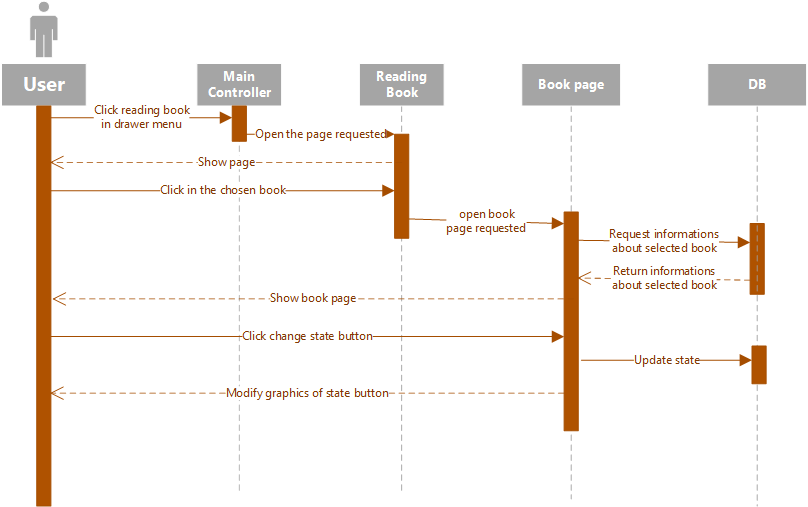 User
Main
Controller
Reading
Book
Book page
DB
Click reading book
in drawer menu
Open the page requested
Show page
Click in the chosen book
open book
page requested
Request informations
about selected book
Return informations
about selected book
Show book page
Click change state button
Update state
Modify graphics of state button